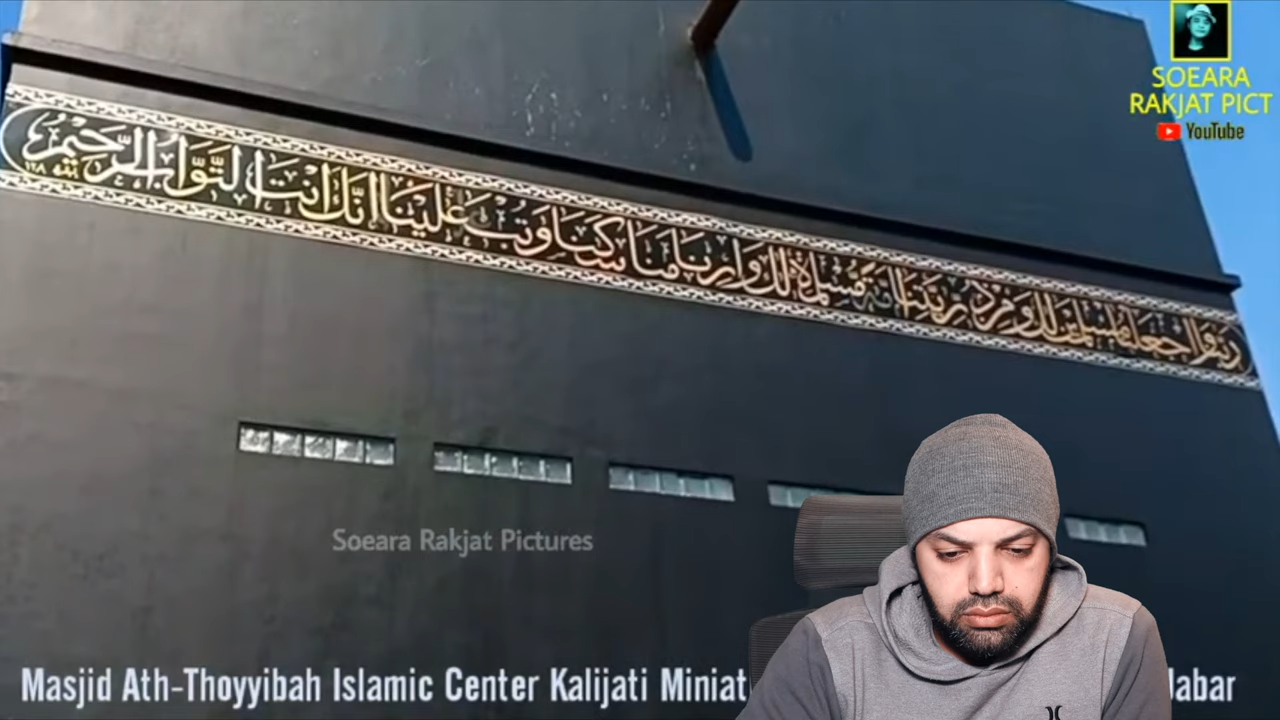 SOEARA
RAKJAT PICT
YouTube
ربنا واجعلنا مسلمين لك ومن ذريتنا امة مسلمة لك وارنا مناسكنا وتب علينا انك انت التواب الرحيم
Soeara Rakjat Pictures
Masjid Ath-Thoyyibah Islamic Center Kalijati Miniat Jabar